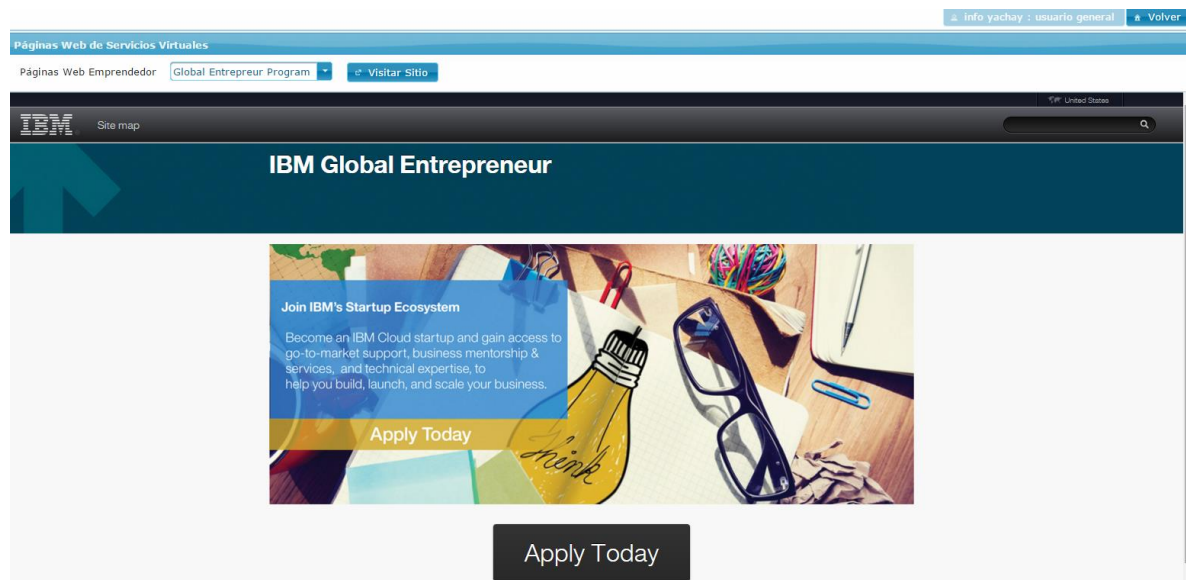 info yachay : usuario general Volver
Páginas Web de Servicios Virtuales
Páginas Web Emprendedor Global Entrepreur Program Visitar Sitio
United States
IBM Site map
IBM Global Entrepreneur
Join IBM's Startup Ecosystem
Become an IBM Cloud startup and gain access to
go-to-market support, business mentorship &
services, and technical expertise, to
help you build, launch, and scale your business.
Apply Today
Think
Apply Today